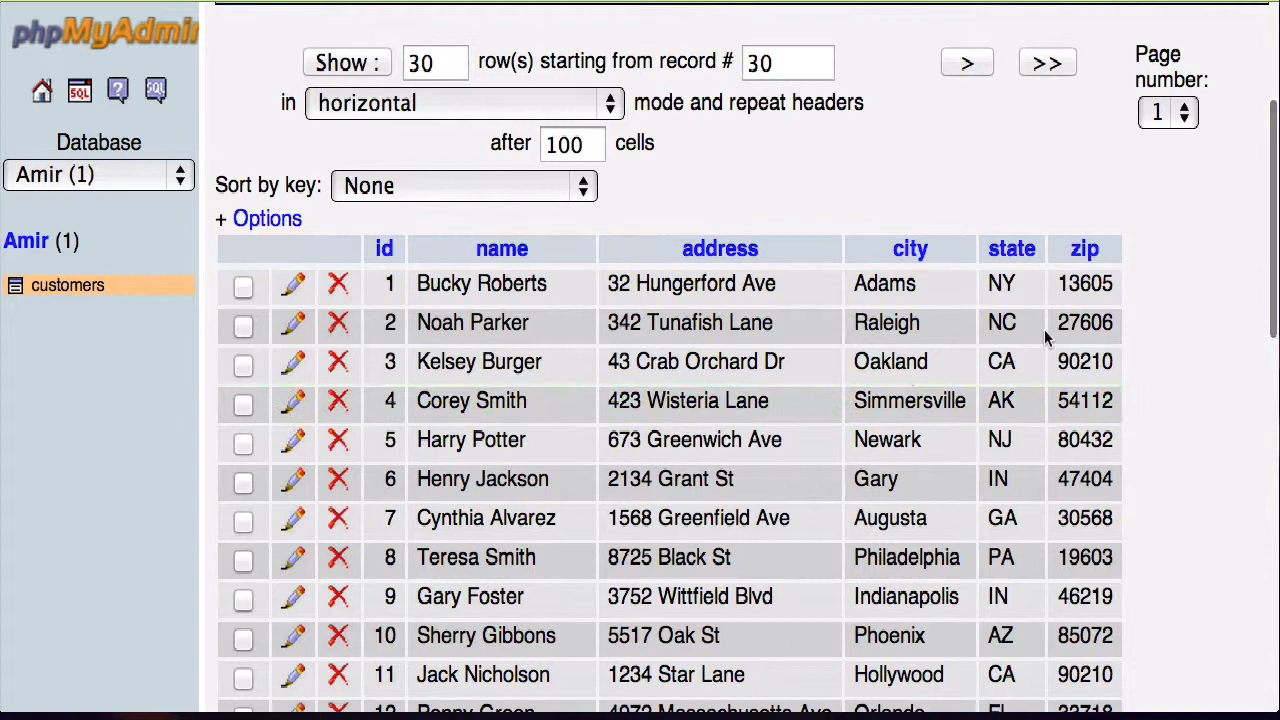 phpMyAdmin
Show : 30 row(s) starting from record # 30 > >> Page number: 1
in horizontal mode and repeat headers
after 100 cells
Sort by key: None
+ Options
SQL ? SQL
Database
Amir (1)
Amir (1)
customers
id name address city state zip
1 Bucky Roberts 32 Hungerford Ave Adams NY 13605
2 Noah Parker 342 Tunafish Lane Raleigh NC 27606
3 Kelsey Burger 43 Crab Orchard Dr Oakland CA 90210
4 Corey Smith 423 Wisteria Lane Simmersville AK 54112
5 Harry Potter 673 Greenwich Ave Newark NJ 80432
6 Henry Jackson 2134 Grant St Gary IN 47404
7 Cynthia Alvarez 1568 Greenfield Ave Augusta GA 30568
8 Teresa Smith 8725 Black St Philadelphia PA 19603
9 Gary Foster 3752 Wittfield Blvd Indianapolis IN 46219
10 Sherry Gibbons 5517 Oak St Phoenix AZ 85072
11 Jack Nicholson 1234 Star Lane Hollywood CA 90210